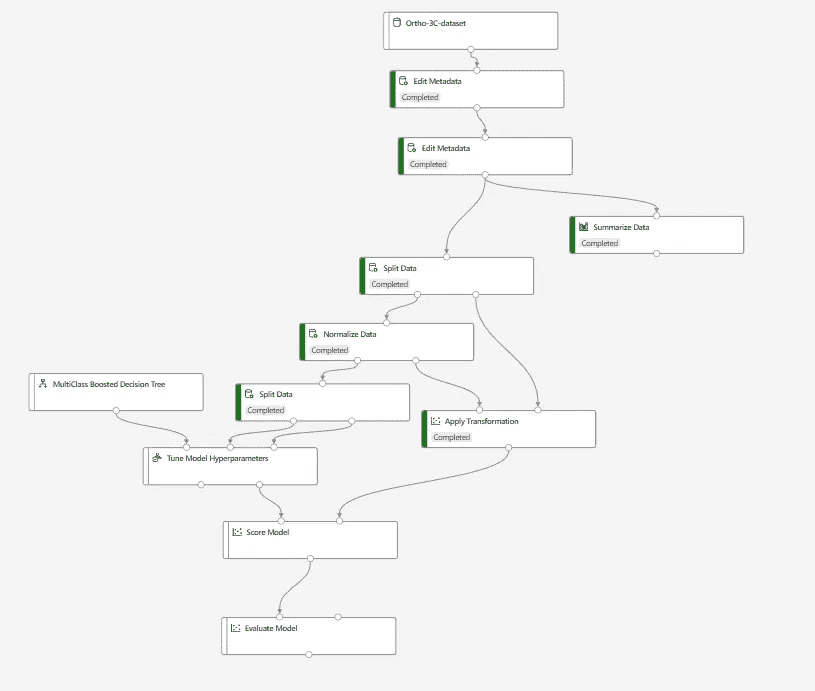 Ortho-3C-dataset
Edit Metadata
Completed
Edit Metadata
Completed
Summarize Data
Completed
Split Data
Completed
Normalize Data
Completed
MultiClass Boosted Decision Tree
Split Data
Completed
Apply Transformation
Completed
Tune Model Hyperparameters
Score Model
Evaluate Model